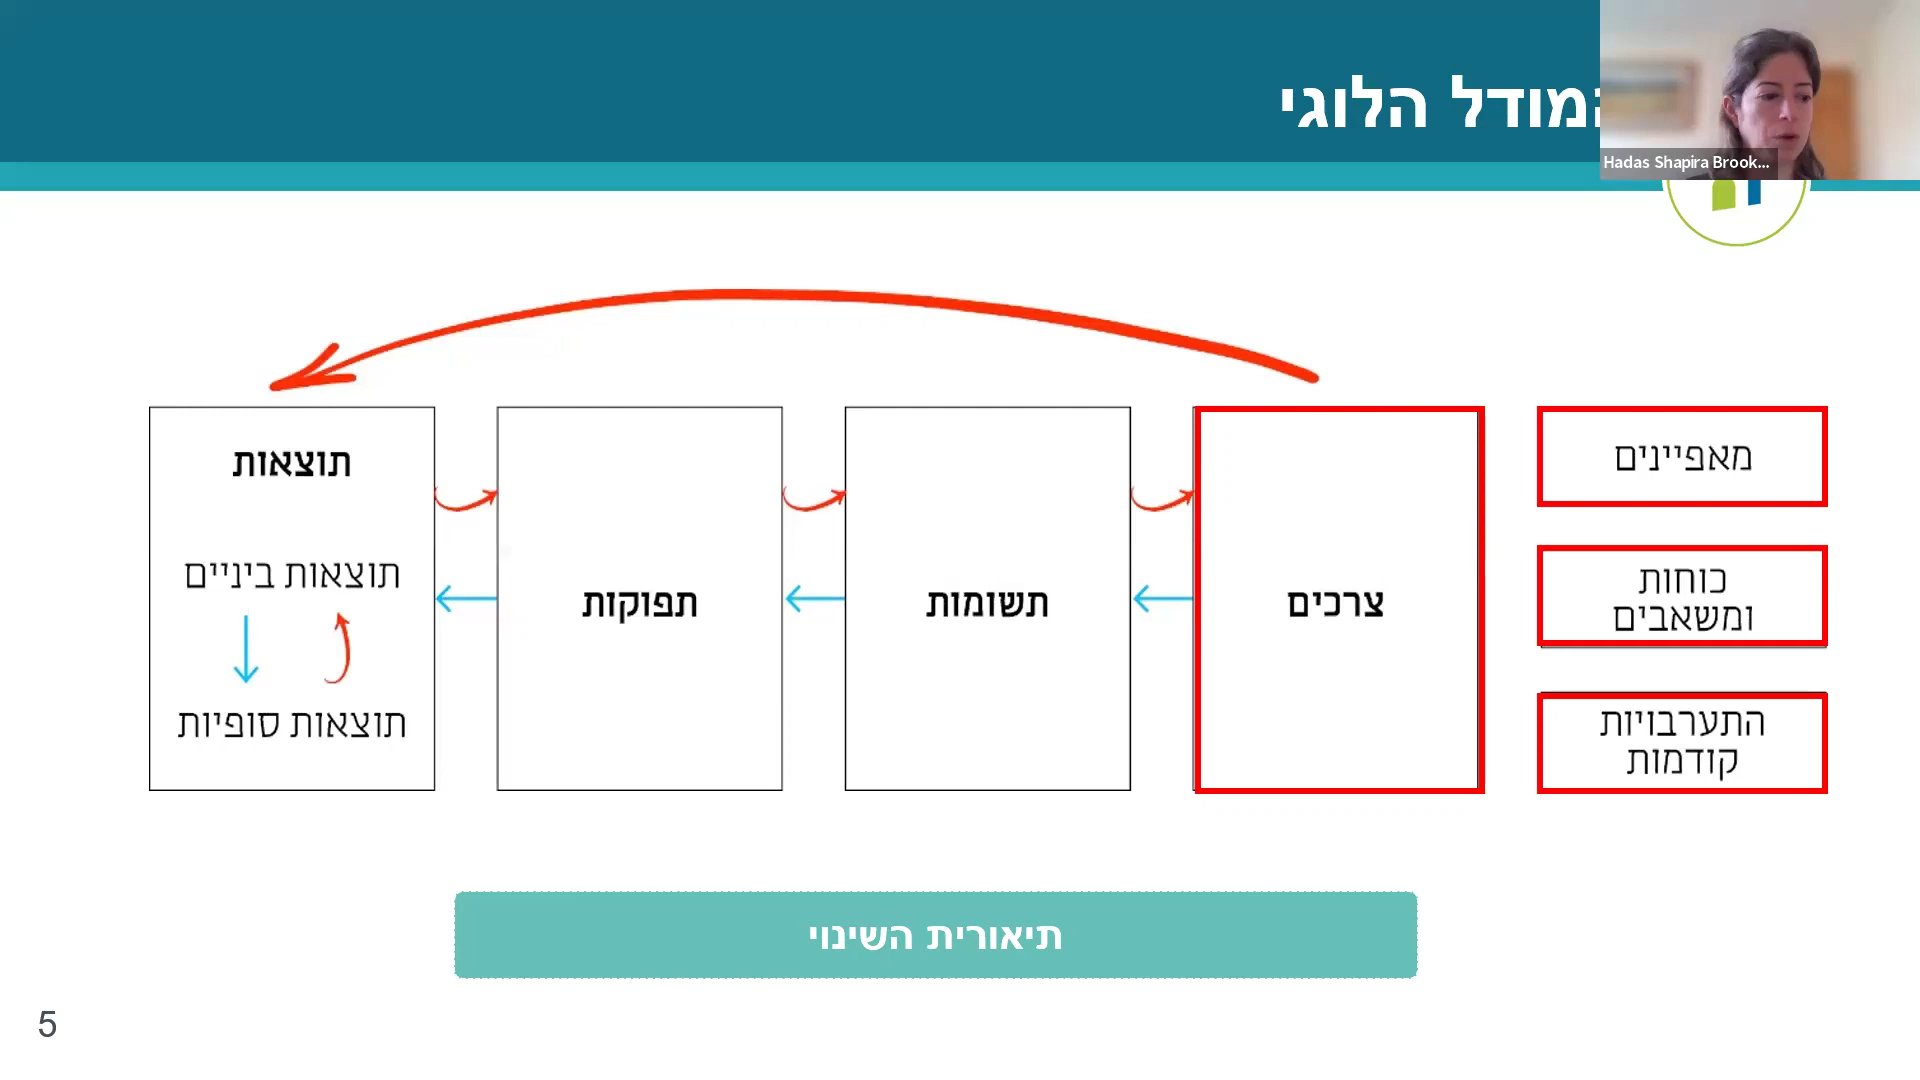 המודל הלוגי
Hadas Shapira Brook...
מאפיינים
כוחות
ומשאבים
התערבויות
קודמות
צרכים
תשומות
תפוקות
תוצאות
תוצאות ביניים
תוצאות סופיות
תיאורית השינוי
5